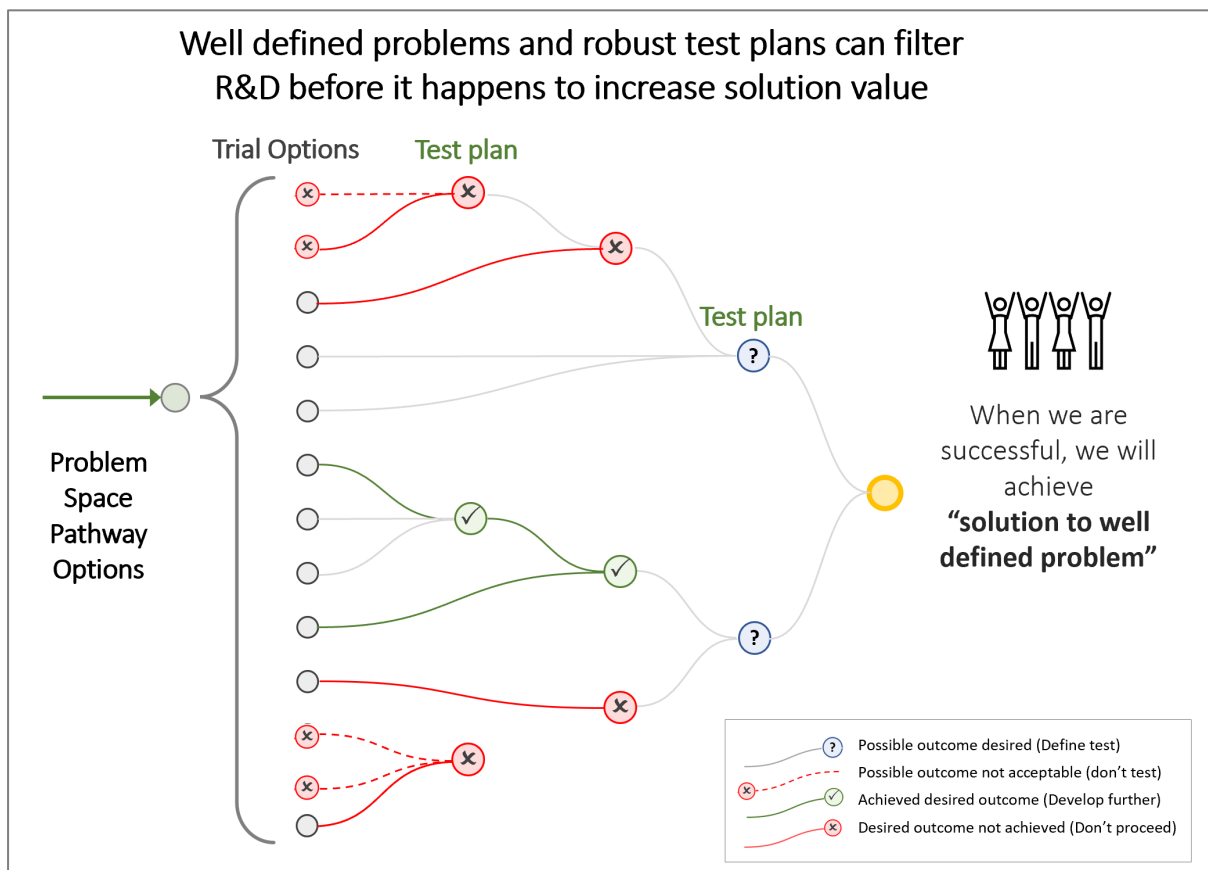 Well defined problems and robust test plans can filter
R&D before it happens to increase solution value
Trial Options
Test plan
Test plan
?
?
Problem
Space
Pathway
Options
When we are
successful, we will
achieve
“solution to well
defined problem”
? Possible outcome desired (Define test)
Possible outcome not acceptable (don’t test)
Achieved desired outcome (Develop further)
Desired outcome not achieved (Don’t proceed)